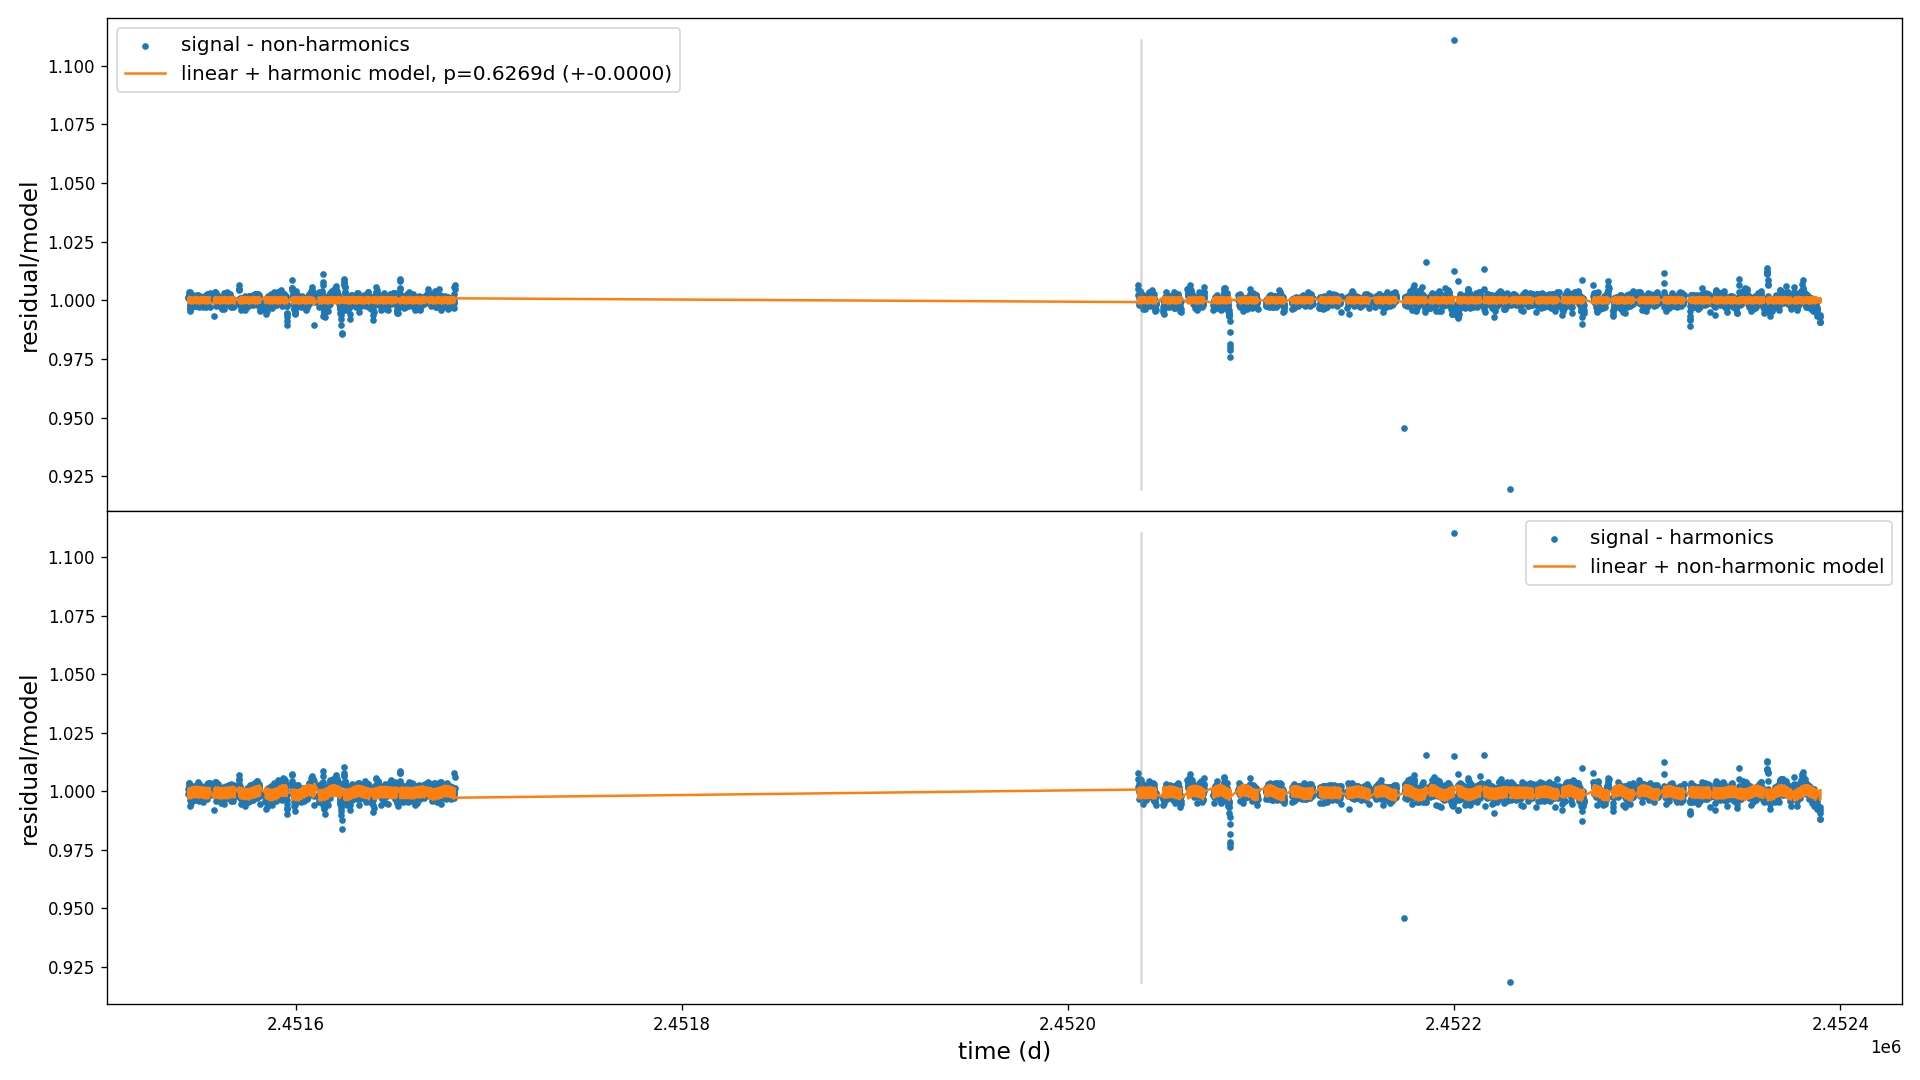 signal - non-harmonics
linear + harmonic model, p=0.6269d (+-0.0000)
1.100
1.075
1.050
1.025
1.000
0.975
0.950
0.925
residual/model
signal - harmonics
linear + non-harmonic model
1.100
1.075
1.050
1.025
1.000
0.975
0.950
0.925
residual/model
2.4516
2.4518
2.4520
2.4522
2.4524
1e6
time (d)